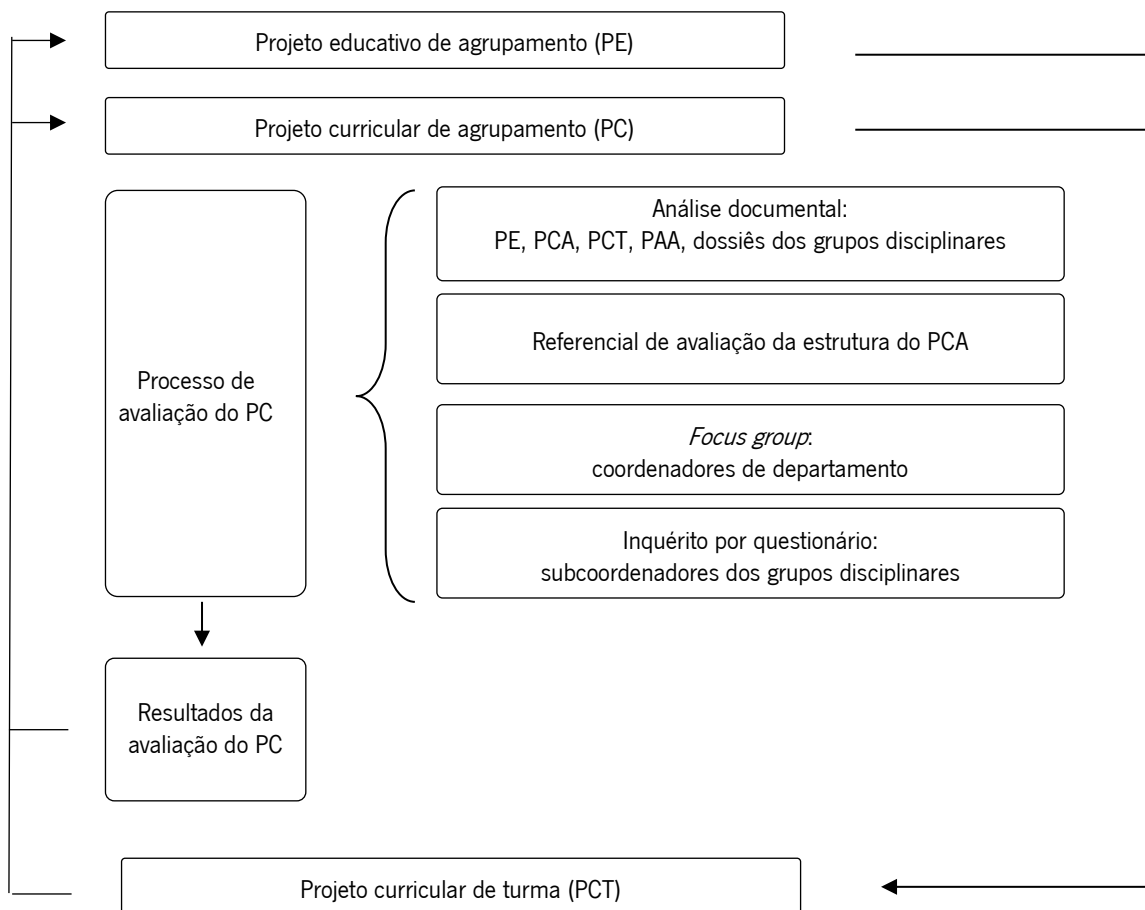 Projeto educativo de agrupamento (PE)
Projeto curricular de agrupamento (PC)
Processo de
avaliação do PC
Análise documental:
PE, PCA, PCT, PAA, dossiês dos grupos disciplinares
Referencial de avaliação da estrutura do PCA
Focus group:
coordenadores de departamento
Inquérito por questionário:
subcoordenadores dos grupos disciplinares
Resultados da
avaliação do PC
Projeto curricular de turma (PCT)